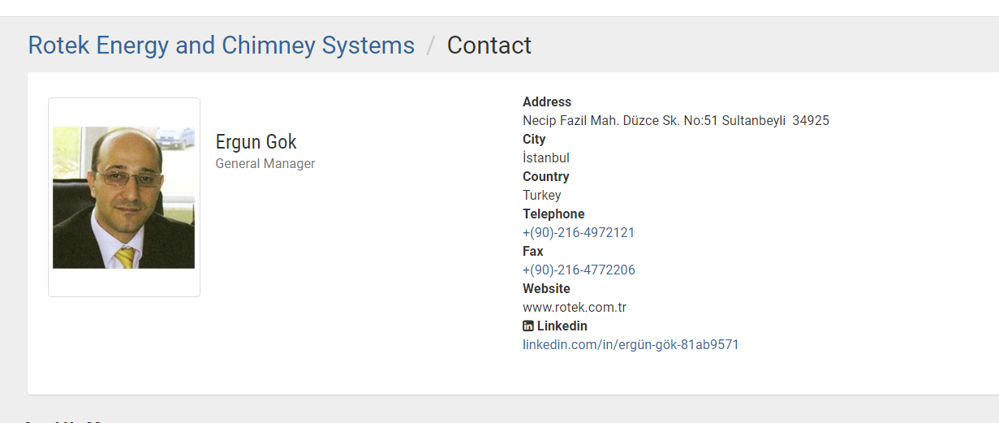 Rotek Energy and Chimney Systems / Contact
Ergun Gok
General Manager
Address
Necip Fazil Mah. Düzce Sk. No:51 Sultanbeyli 34925
City
İstanbul
Country
Turkey
Telephone
+(90)-216-4972121
Fax
+(90)-216-4772206
Website
www.rotek.com.tr
Linkedin
linkedin.com/in/ergün-gök-81ab9571